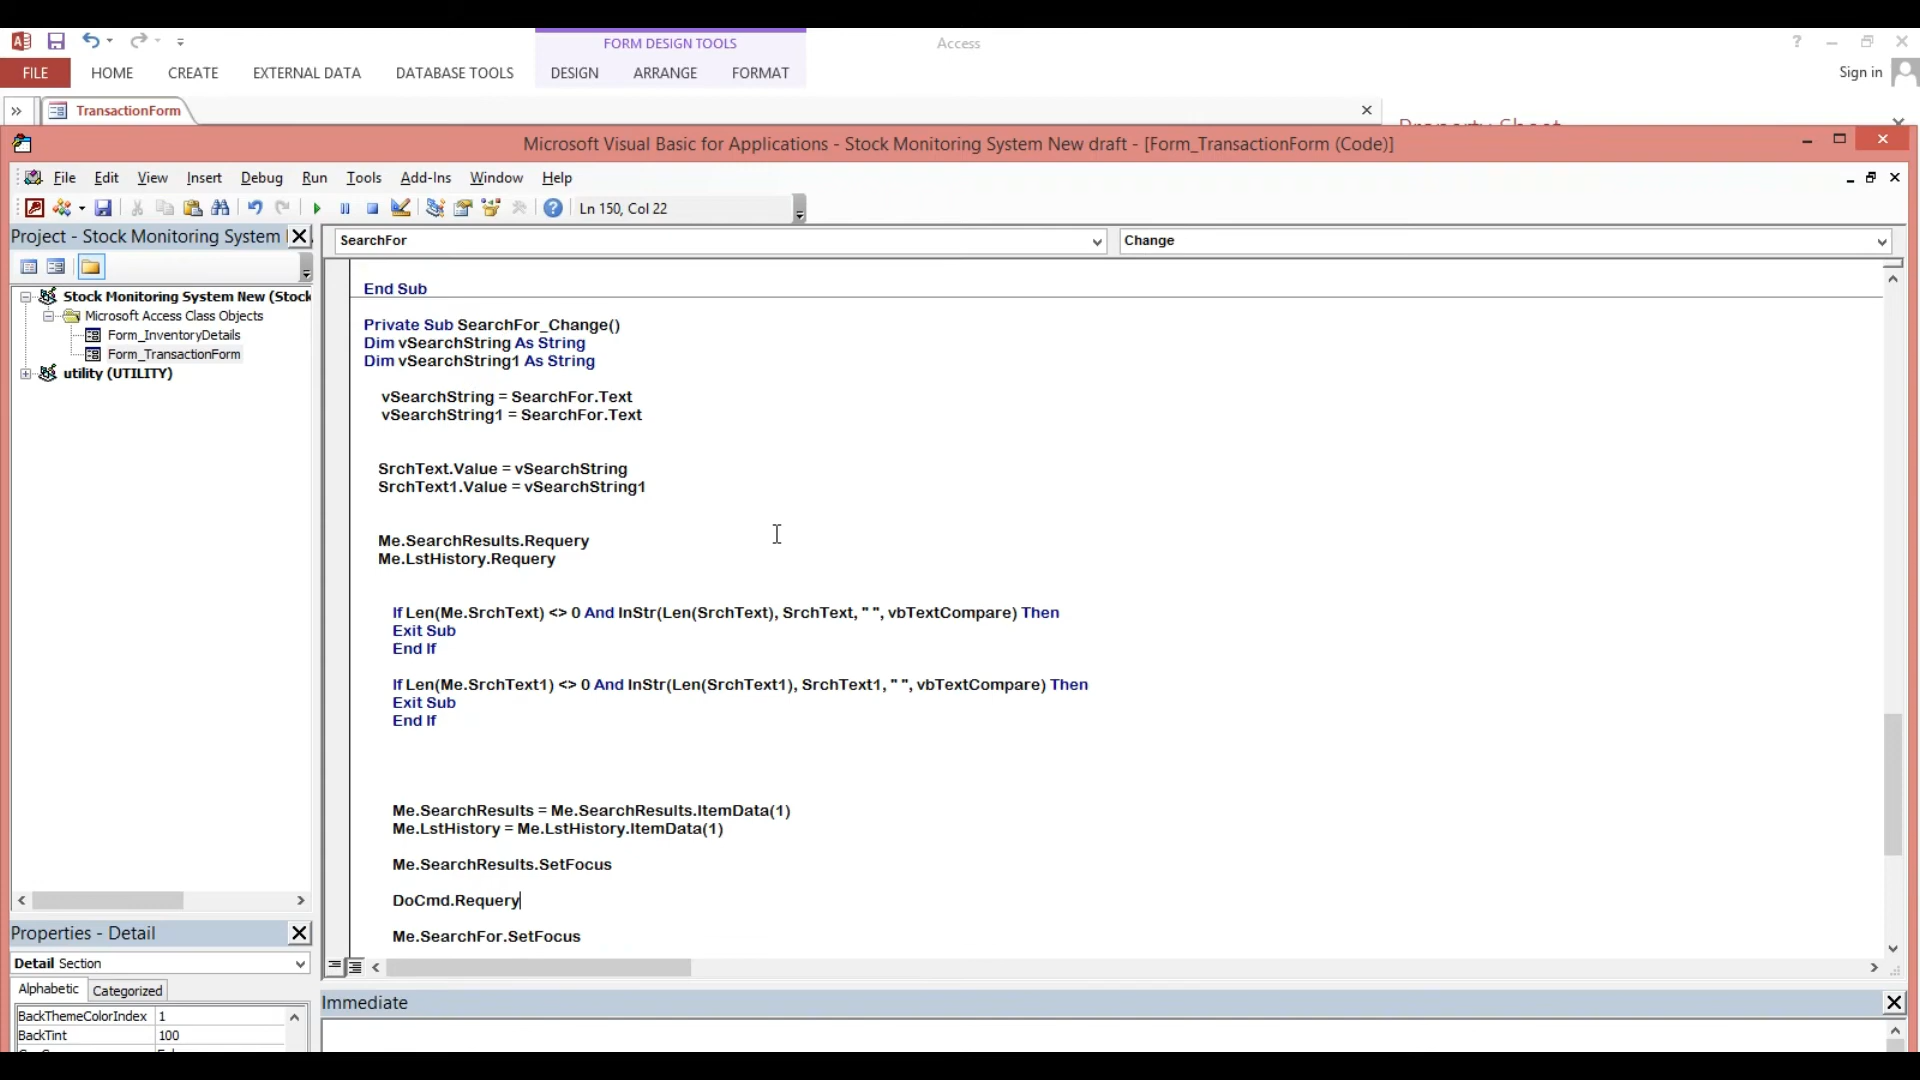 FORM DESIGN TOOLS
Access
?
FILE
HOME
CREATE
EXTERNAL DATA
DATABASE TOOLS
DESIGN
ARRANGE
FORMAT
Sign in
TransactionForm
Microsoft Visual Basic for Applications - Stock Monitoring System New draft - [Form_TransactionForm (Code)]
File Edit View Insert Debug Run Tools Add-Ins Window Help
Ln 150, Col 22
Project - Stock Monitoring System
Stock Monitoring System New (Stock
Microsoft Access Class Objects
Form_InventoryDetails
Form_TransactionForm
utility (UTILITY)
SearchFor
Change
End Sub
Private Sub SearchFor_Change()
Dim vSearchString As String
Dim vSearchString1 As String
vSearchString = SearchFor.Text
vSearchString1 = SearchFor.Text
SrchText.Value = vSearchString
SrchText1.Value = vSearchString1
Me.SearchResults.Requery
Me.LstHistory.Requery
If Len(Me.SrchText) <> 0 And InStr(Len(SrchText), SrchText, " ", vbTextCompare) Then
Exit Sub
End If
If Len(Me.SrchText1) <> 0 And InStr(Len(SrchText1), SrchText1, " ", vbTextCompare) Then
Exit Sub
End If
Me.SearchResults = Me.SearchResults.ItemData(1)
Me.LstHistory = Me.LstHistory.ItemData(1)
Me.SearchResults.SetFocus
DoCmd.Requery
Me.SearchFor.SetFocus
Properties - Detail
Detail Section
Alphabetic
Categorized
BackThemeColorIndex 1
BackTint 100
Immediate